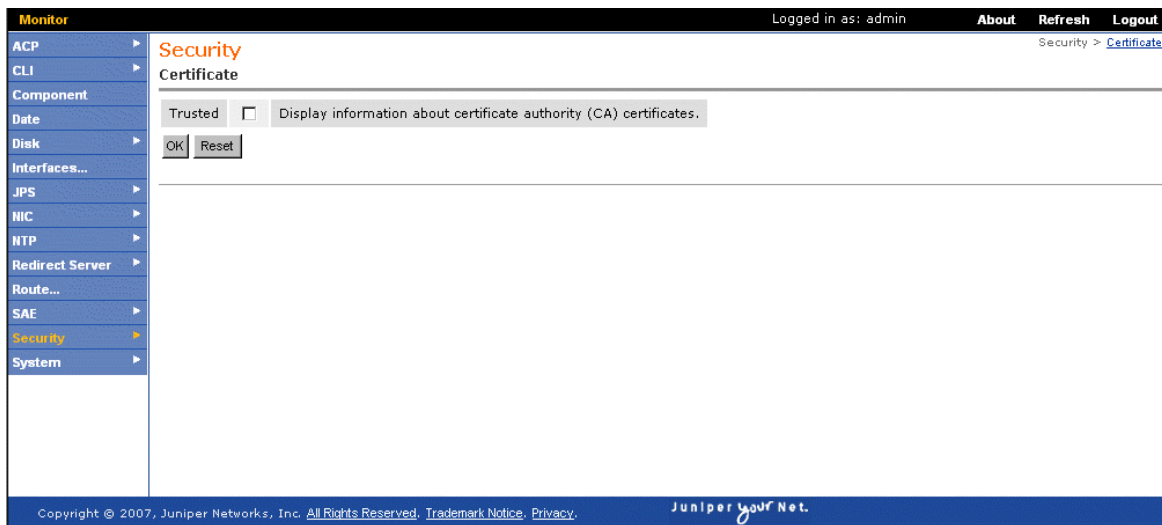 Monitor
Logged in as: admin
About Refresh Logout
ACP
CLI
Component
Date
Disk
Interfaces...
JPS
NIC
NTP
Redirect Server
Route...
SAE
Security
System
Security > Certificate
Security
Certificate
Trusted Display information about certificate authority (CA) certificates.
OK Reset
Copyright © 2007, Juniper Networks, Inc. All Rights Reserved. Trademark Notice. Privacy.
Juniper your Net.